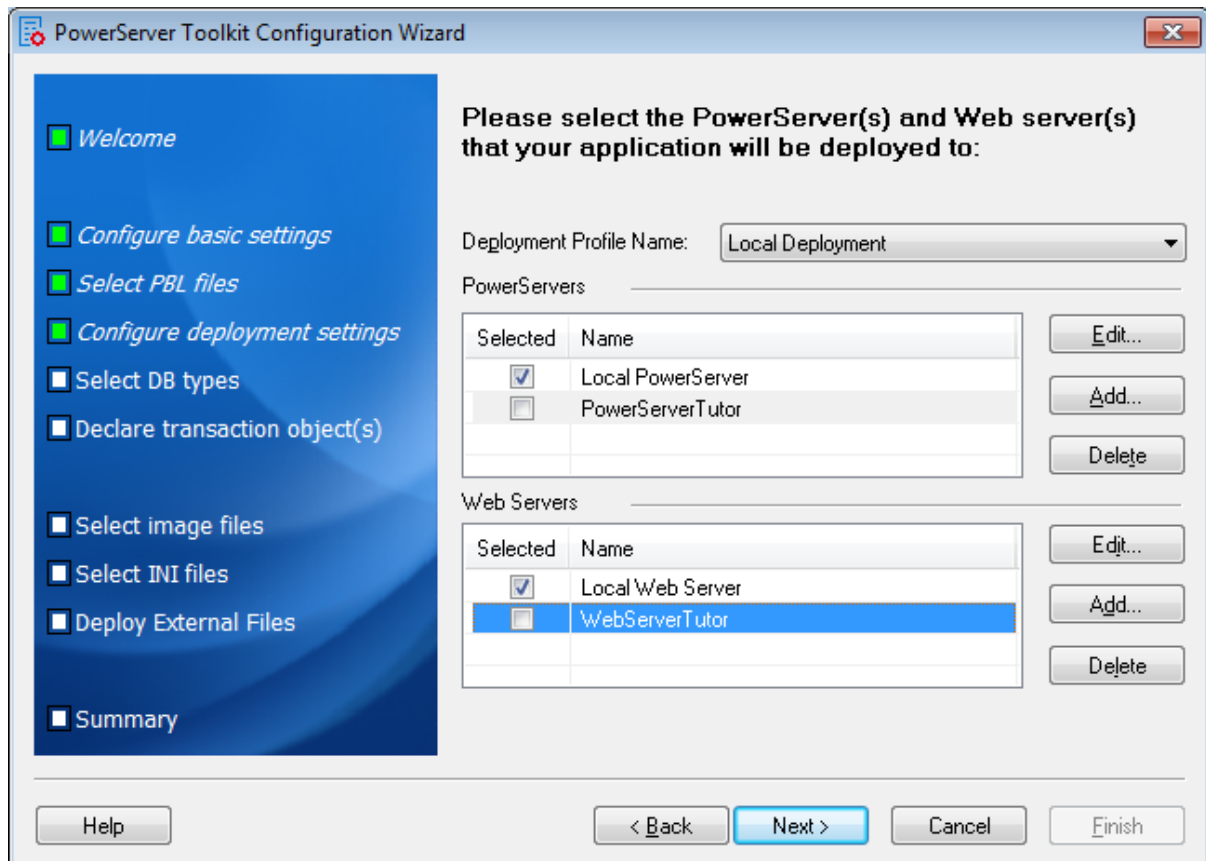 PowerServer Toolkit Configuration Wizard
Welcome
Configure basic settings
Select PBL files
Configure deployment settings
Select DB types
Declare transaction object(s)
Select image files
Select INI files
Deploy External Files
Summary
Please select the PowerServer(s) and Web server(s)
that your application will be deployed to:
Deployment Profile Name: Local Deployment
PowerServers
Selected Name
Local PowerServer
PowerServerTutor
Edit...
Add...
Delete
Web Servers
Selected Name
Local Web Server
WebServerTutor
Edit...
Add...
Delete
Help
< Back
Next >
Cancel
Finish